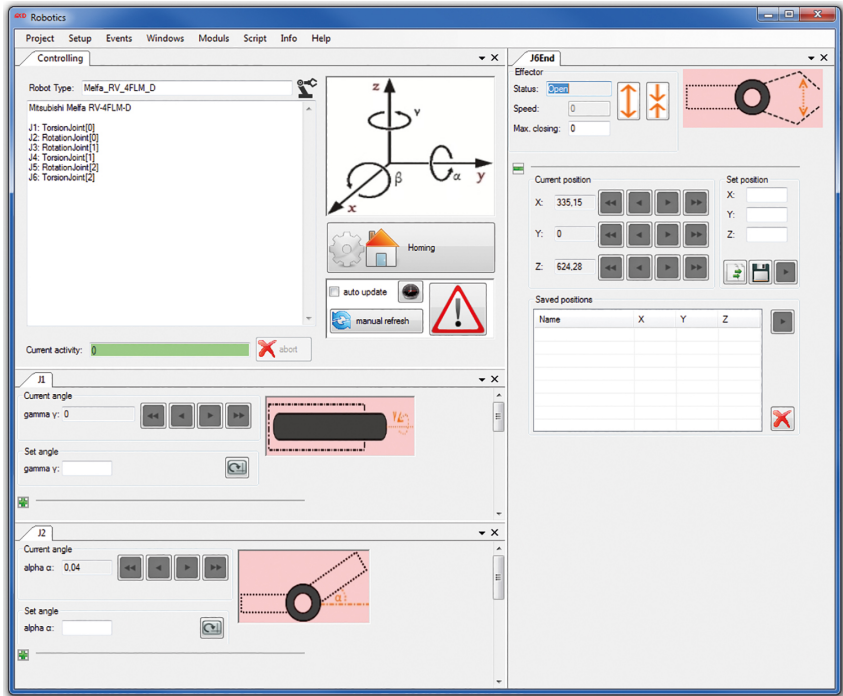 Robotics
Project Setup Events Windows Moduls Script Info Help
Controlling
Robot Type: Melfa_RV_4FLM_D
Mitsubishi Melfa RV-4FLM-D
J1: TorsionJoint[0]
J2: RotationJoint[0]
J3: RotationJoint[1]
J4: TorsionJoint[1]
J5: RotationJoint[2]
J6: TorsionJoint[2]
z
γ
β
α
y
x
Homing
auto update
manual refresh
Current activity: 0
abort
J1
Current angle
gamma γ: 0
Set angle
gamma γ:
J2
Current angle
alpha α: 0,04
α
Set angle
alpha α:
J6End
Effector
Status: Open
Speed: 0
Max. closing: 0
Current position
X: 335,15
Y: 0
Z: 624,28
Set position
X:
Y:
Z:
Saved positions
Name X Y Z